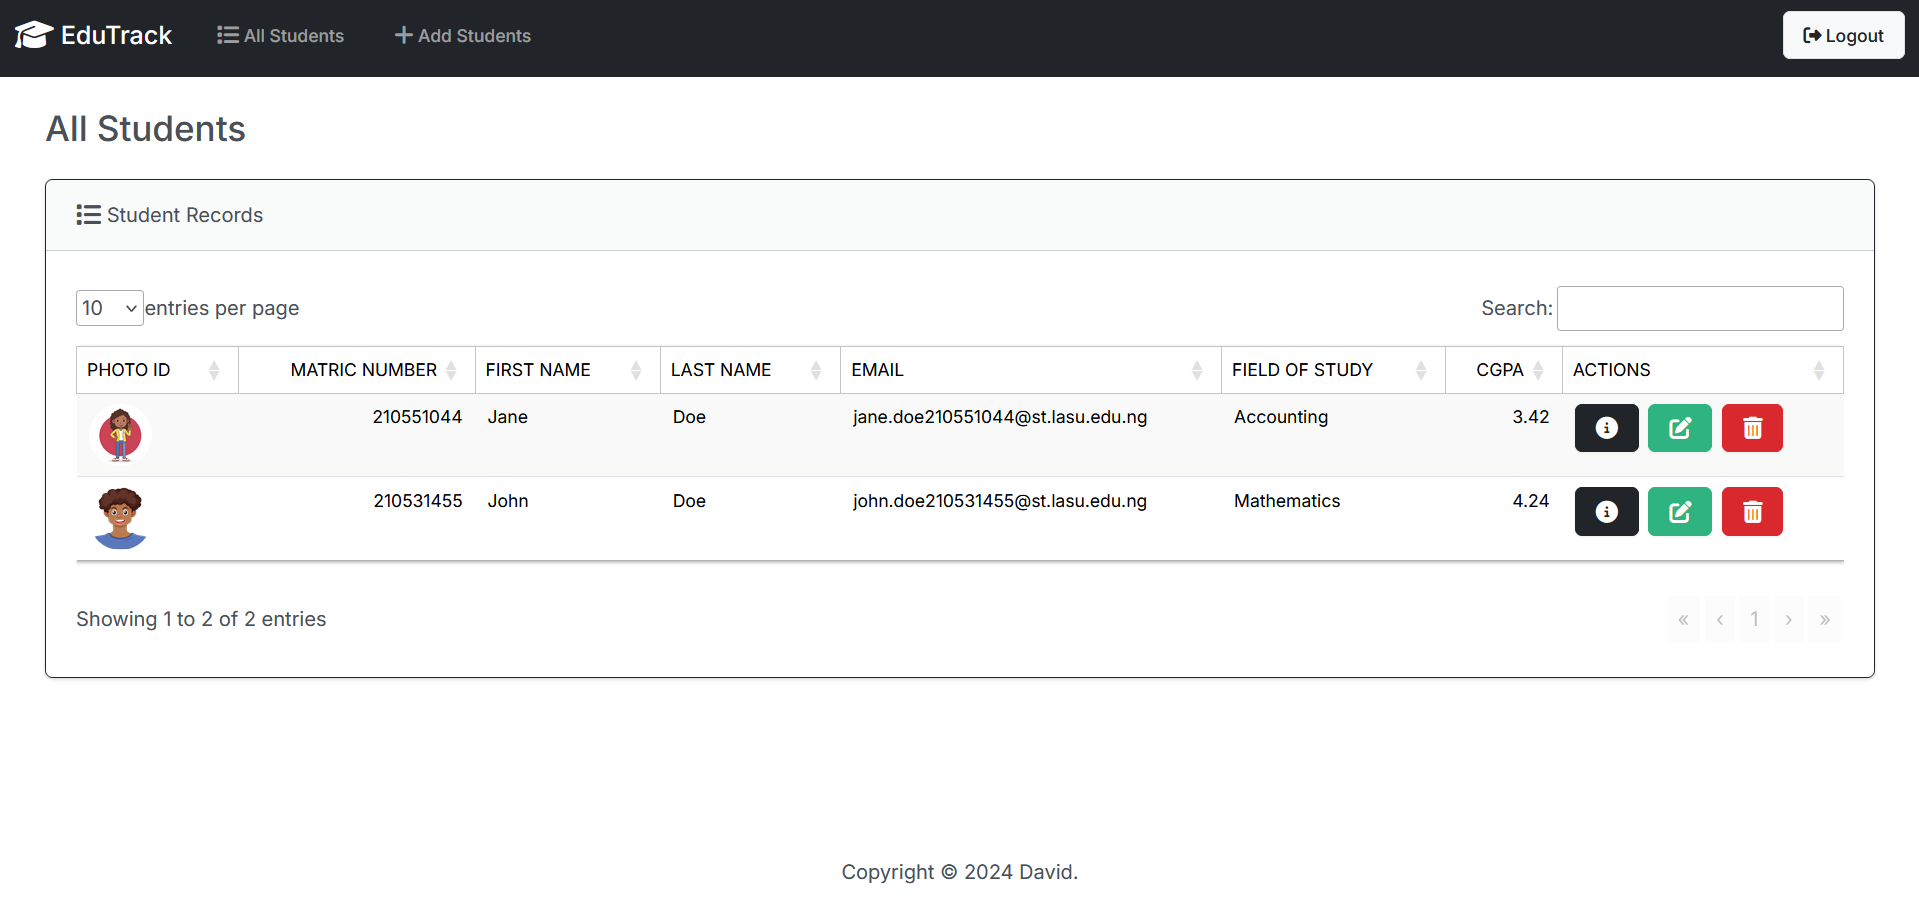 EduTrack All Students Add Students Logout
All Students
Student Records
10 entries per page Search:
PHOTO ID MATRIC NUMBER FIRST NAME LAST NAME EMAIL FIELD OF STUDY CGPA ACTIONS
210551044 Jane Doe jane.doe210551044@st.lasu.edu.ng Accounting 3.42
210531455 John Doe john.doe210531455@st.lasu.edu.ng Mathematics 4.24
Showing 1 to 2 of 2 entries « ‹ 1 › »
Copyright © 2024 David.